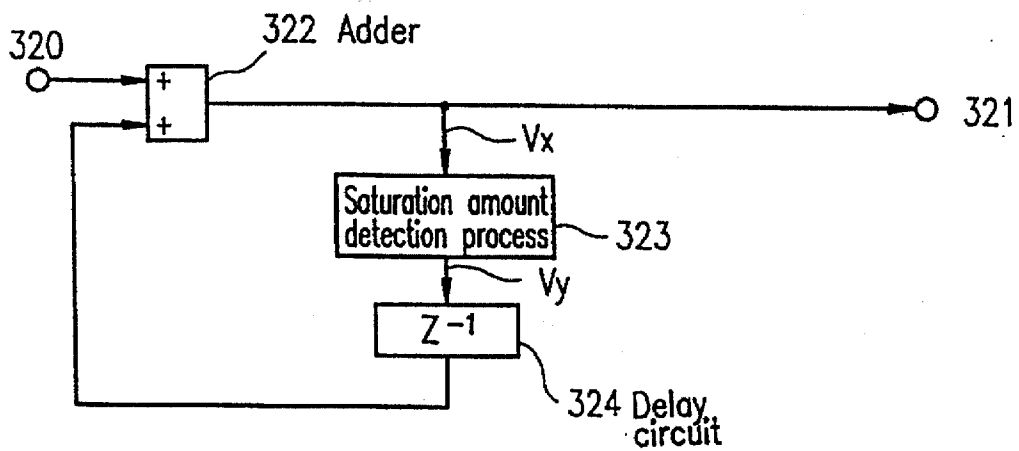 320
322 Adder
+
+
321
Vx
Saturation amount
detection process
323
Vy
Z⁻¹
324 Delay
circuit